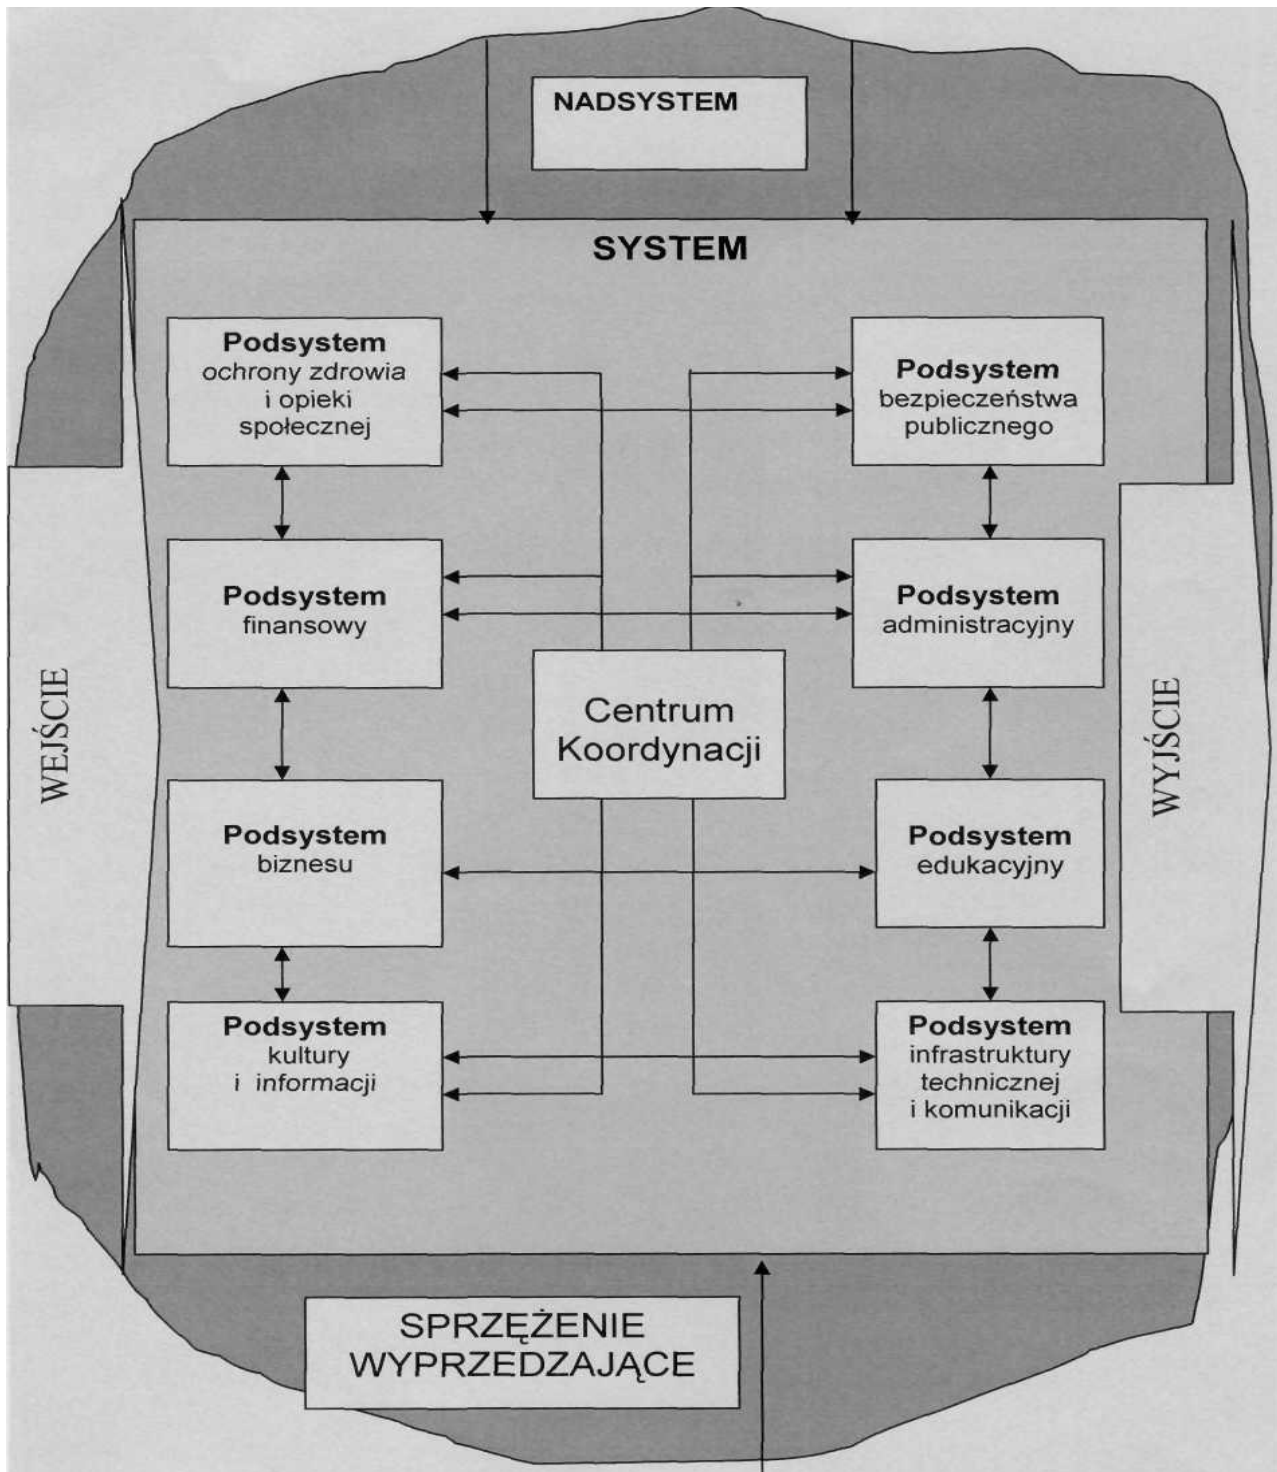 NADSYSTEM
SYSTEM
Podsystem
ochrony zdrowia
i opieki
społecznej
Podsystem
bezpieczeństwa
publicznego
Podsystem
finansowy
Podsystem
administracyjny
WEJŚCIE
Centrum
Koordynacji
WYJŚCIE
Podsystem
biznesu
Podsystem
edukacyjny
Podsystem
kultury
i informacji
Podsystem
infrastruktury
technicznej
i komunikacji
SPRZĘŻENIE
WYPRZEDZAJĄCE